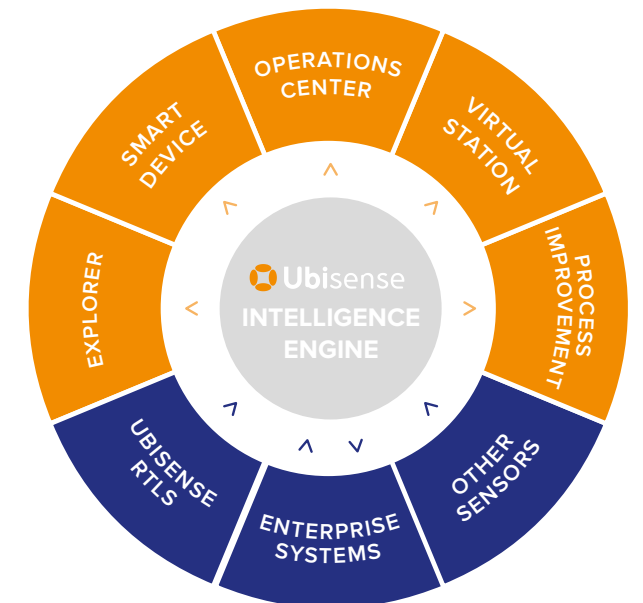 OPERATIONS
CENTER
VIRTUAL
STATION
PROCESS
IMPROVEMENT
OTHER
SENSORS
ENTERPRISE
SYSTEMS
UBISENSE
RTLS
EXPLORER
SMART
DEVICE
Ubisense
INTELLIGENCE
ENGINE